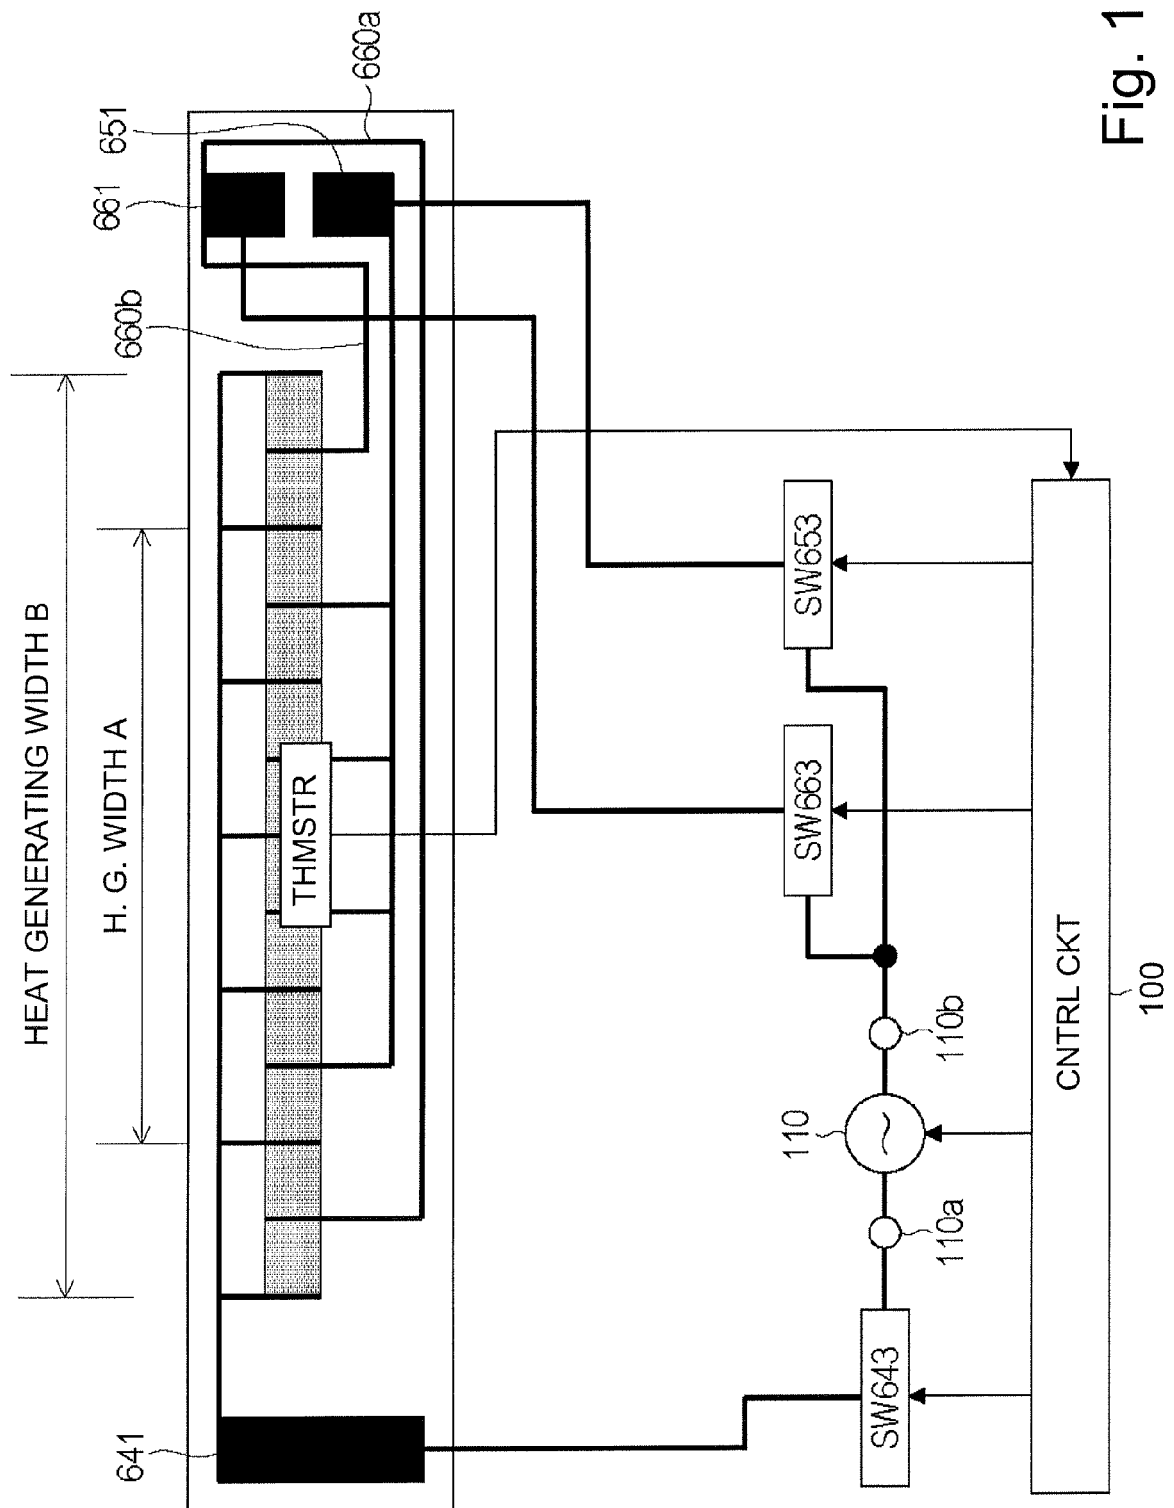 HEAT GENERATING WIDTH B
H. G. WIDTH A
641
660b
661
651
660a
THMSTR
SW643
110a
110
110b
SW663
SW653
CNTRL CKT
100
Fig. 1